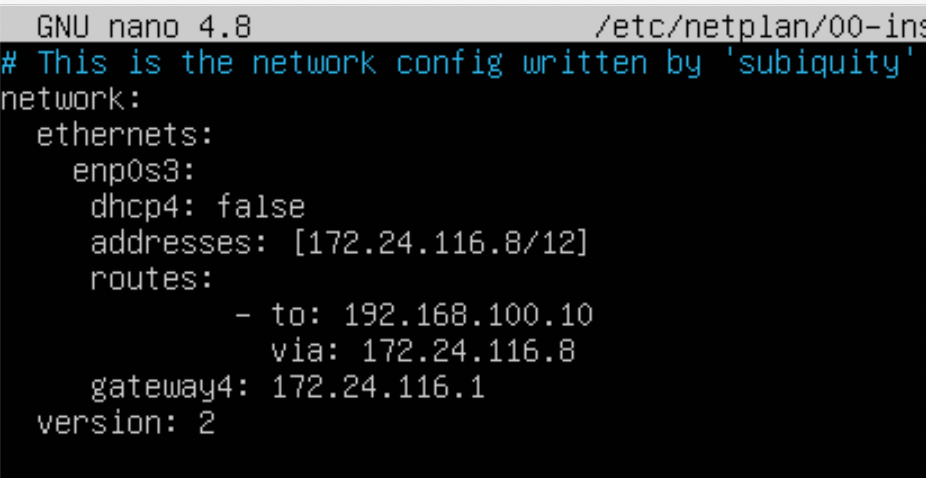 GNU nano 4.8 /etc/netplan/00-ins
# This is the network config written by 'subiquity'
network:
  ethernets:
    enp0s3:
     dhcp4: false
     addresses: [172.24.116.8/12]
     routes:
             - to: 192.168.100.10
               via: 172.24.116.8
     gateway4: 172.24.116.1
  version: 2